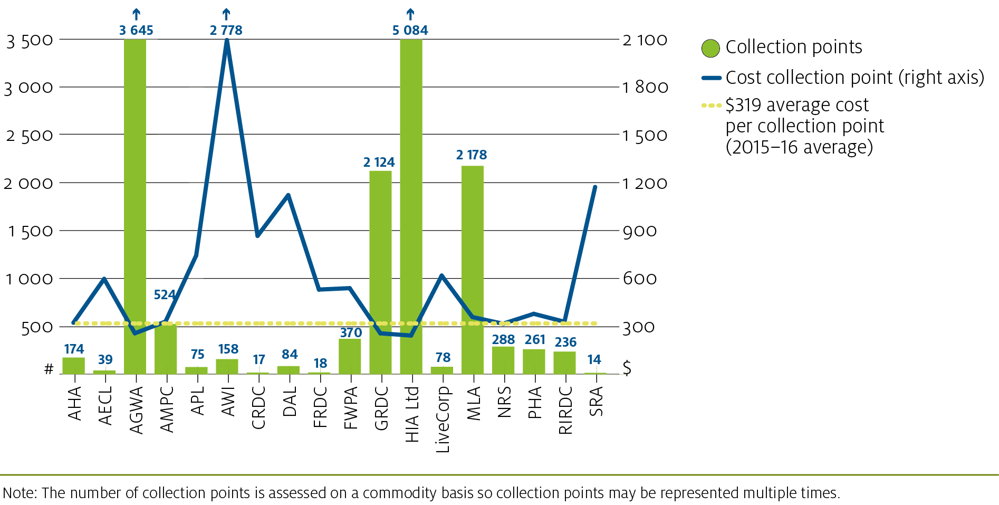 3 645
2 778
5 084
3 500
3 000
2 500
2 000
1 500
1 000
500
#
2 100
1 800
1 500
1 200
900
600
300
$
174
39
524
75
158
17
84
18
370
2 124
78
2 178
288
261
236
14
AHA
AECL
AGWA
AMPC
APL
AWI
CRDC
DAL
FRDC
FWPA
GRDC
HIA Ltd
LiveCorp
MLA
NRS
PHA
RIRDC
SRA
Collection points
Cost collection point (right axis)
$319 average cost
per collection point
(2015–16 average)
Note: The number of collection points is assessed on a commodity basis so collection points may be represented multiple times.